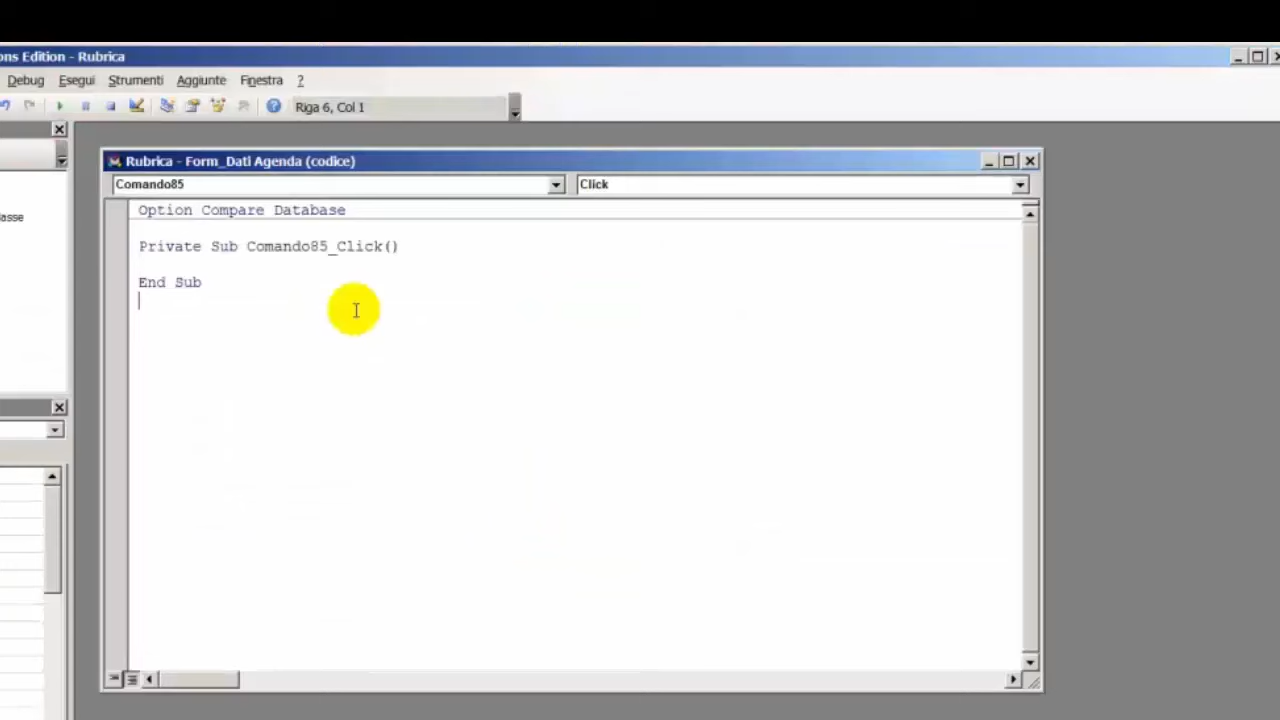 ons Edition - Rubrica
Debug Esegui Strumenti Aggiunte Finestra ?
Riga 6, Col 1
Rubrica - Form_Dati Agenda (codice)
Comando85 Click
asse
Option Compare Database
Private Sub Comando85_Click()
End Sub